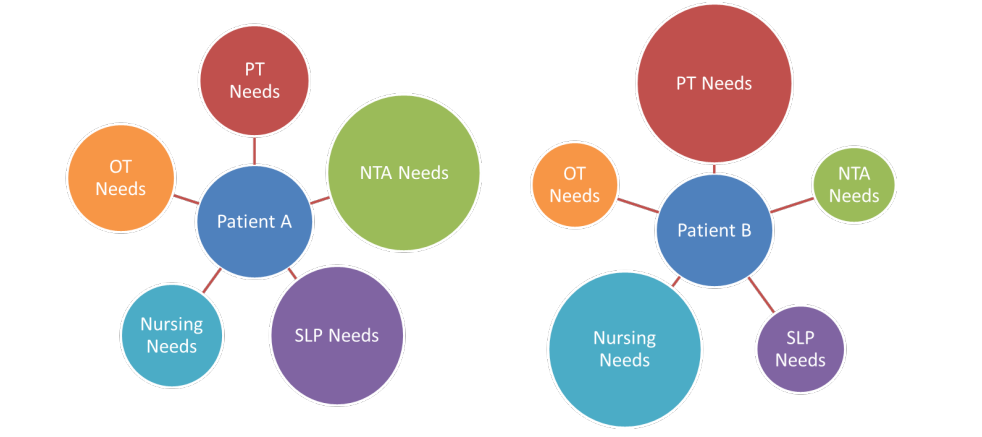 PT
Needs
OT
Needs
NTA Needs
Patient A
Nursing
Needs
SLP Needs
PT Needs
OT
Needs
NTA
Needs
Patient B
Nursing
Needs
SLP
Needs